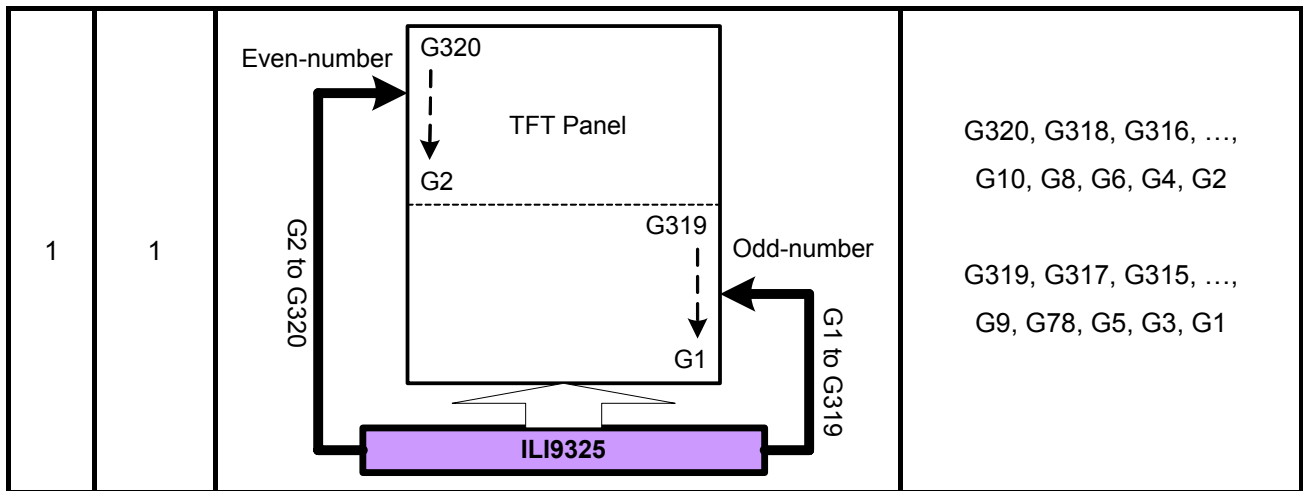 1
1
Even-number
G320
TFT Panel
G2
G319
Odd-number
G1
G2 to G320
G1 to G319
ILI9325
G320, G318, G316, …,
G10, G8, G6, G4, G2
G319, G317, G315, …,
G9, G78, G5, G3, G1